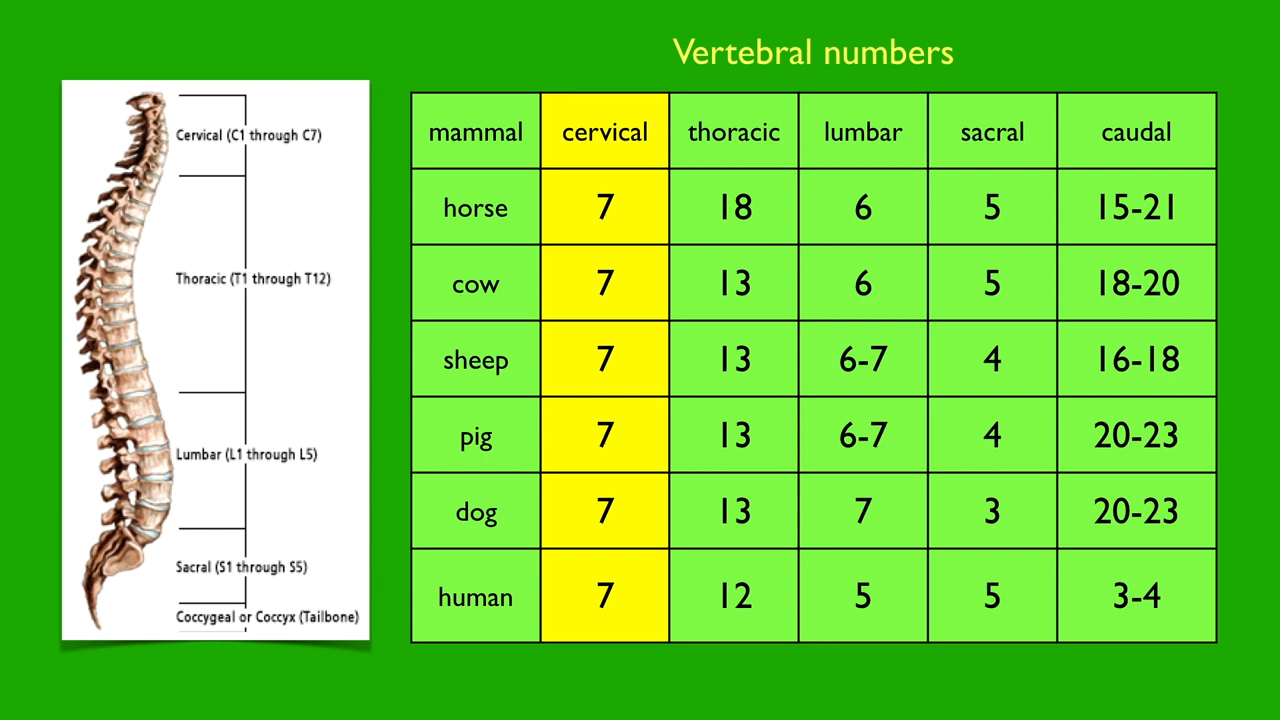 Vertebral numbers
Cervical (C1 through C7)
Thoracic (T1 through T12)
Lumbar (L1 through L5)
Sacral (S1 through S5)
Coccygeal or Coccyx (Tailbone)
mammal cervical thoracic lumbar sacral caudal
horse 7 18 6 5 15-21
cow 7 13 6 5 18-20
sheep 7 13 6-7 4 16-18
pig 7 13 6-7 4 20-23
dog 7 13 7 3 20-23
human 7 12 5 5 3-4